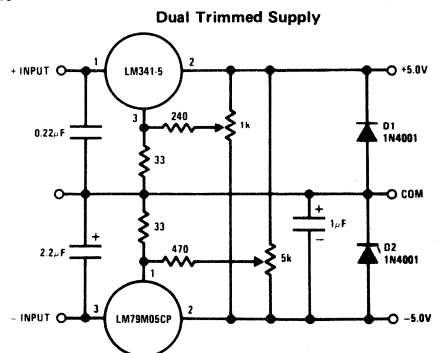 Dual Trimmed Supply
+ INPUT
1
LM341-5
2
+5.0V
3
240
1k
D1
1N4001
0.22μF
33
COM
+
2.2μF
33
+
1μF
−
470
5k
D2
1N4001
1
− INPUT
3
LM79M05CP
2
−5.0V